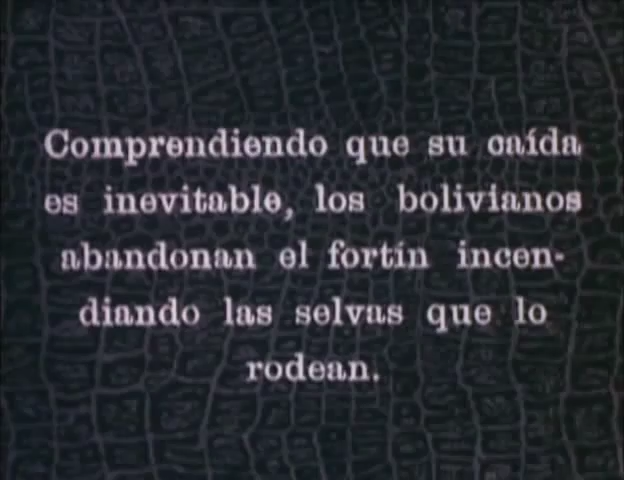 Comprendiendo que su caída
es inevitable, los bolivianos
abandonan el fortín incen-
diando las selvas que lo
rodean.